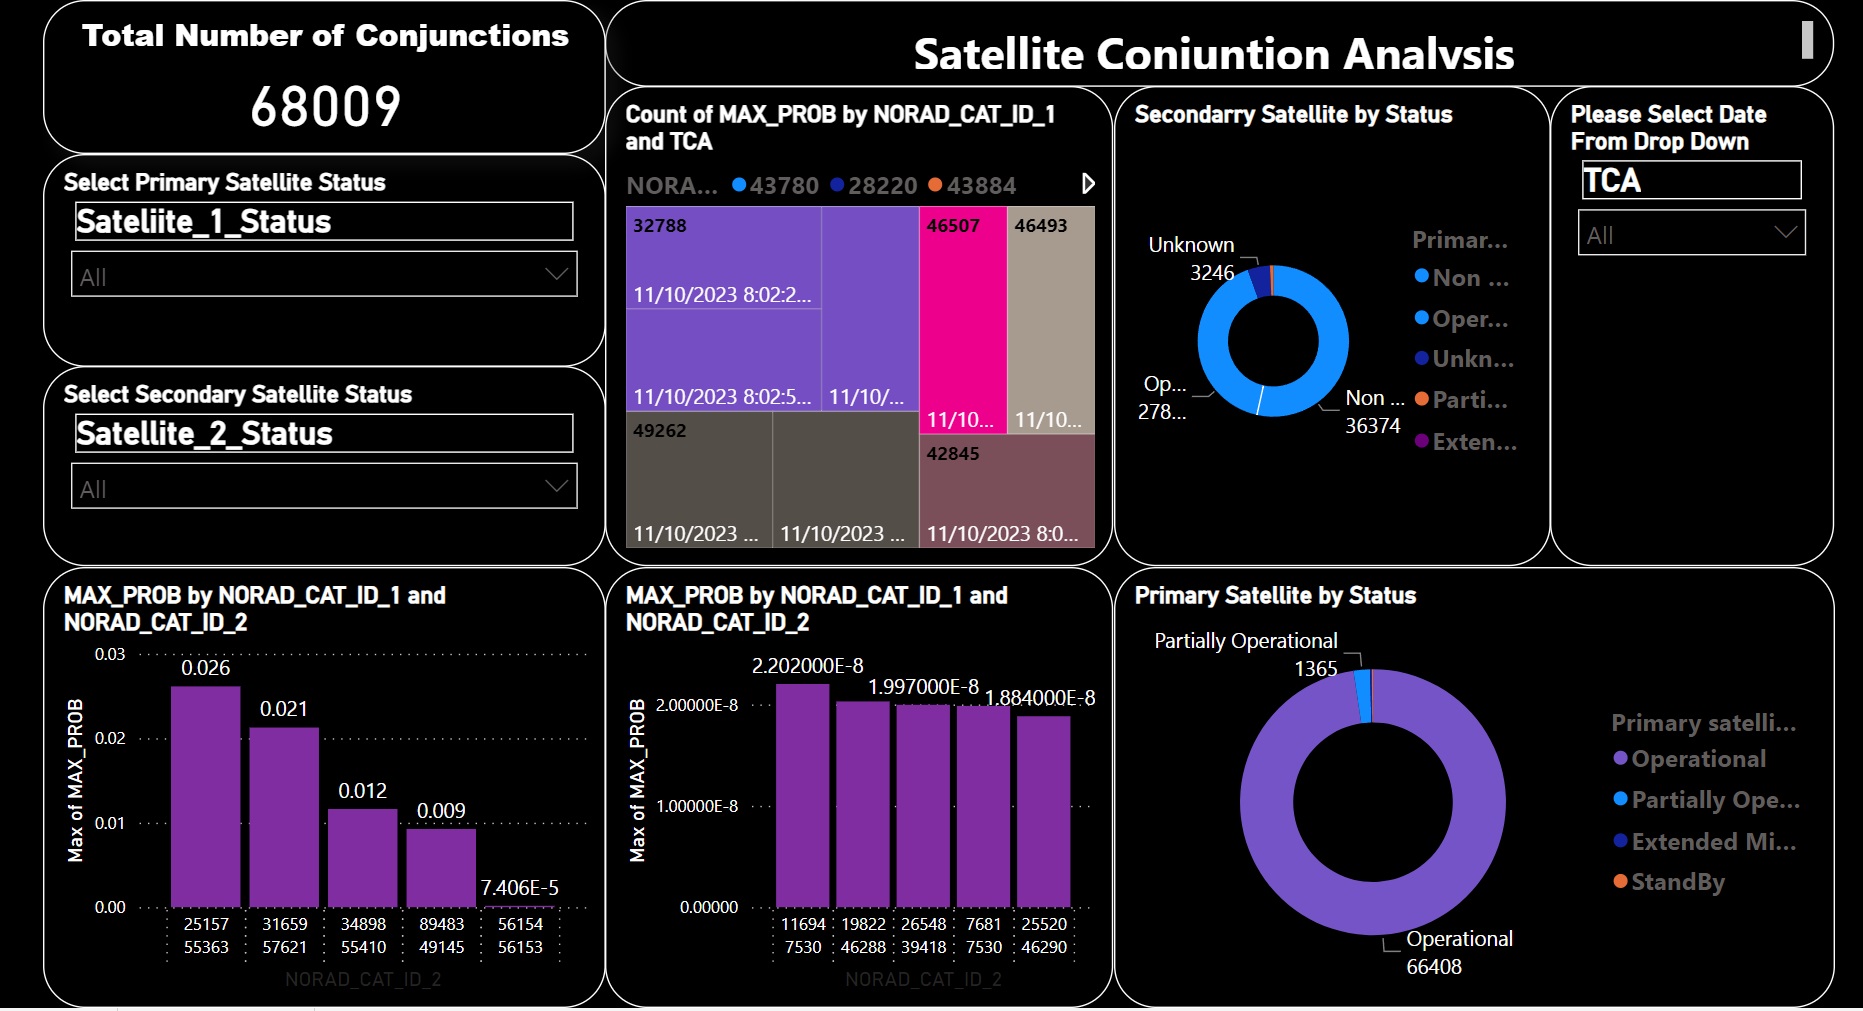 Total Number of Conjunctions
68009
Satellite Coniuntion Analvsis
Select Primary Satellite Status
Sateliite_1_Status
All
Select Secondary Satellite Status
Satellite_2_Status
All
Count of MAX_PROB by NORAD_CAT_ID_1
and TCA
NORA... 43780 28220 43884
32788
11/10/2023 8:02:2...
11/10/2023 8:02:5...
11/10/...
46507
11/10...
46493
11/10...
49262
11/10/2023 ...
11/10/2023 ...
42845
11/10/2023 8:0...
Secondarry Satellite by Status
Unknown
3246
Op...
278...
Non ...
36374
Primar...
Non ...
Oper...
Unkn...
Parti...
Exten...
Please Select Date
From Drop Down
TCA
All
MAX_PROB by NORAD_CAT_ID_1 and
NORAD_CAT_ID_2
Max of MAX_PROB
0.03
0.02
0.01
0.00
0.026
0.021
0.012
0.009
7.406E-5
25157 31659 34898 89483 56154
55363 57621 55410 49145 56153
NORAD_CAT_ID_2
MAX_PROB by NORAD_CAT_ID_1 and
NORAD_CAT_ID_2
Max of MAX_PROB
2.00000E-8
1.00000E-8
0.00000
2.202000E-8
1.997000E-8
1.884000E-8
11694 19822 26548 7681 25520
7530 46288 39418 7530 46290
NORAD_CAT_ID_2
Primary Satellite by Status
Partially Operational
1365
Operational
66408
Primary satelli...
Operational
Partially Ope...
Extended Mi...
StandBy